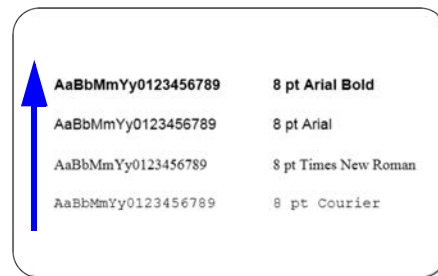 AaBbMmYy0123456789 8 pt Arial Bold
AaBbMmYy0123456789 8 pt Arial
AaBbMmYy0123456789 8 pt Times New Roman
AaBbMmYy0123456789 8 pt Courier